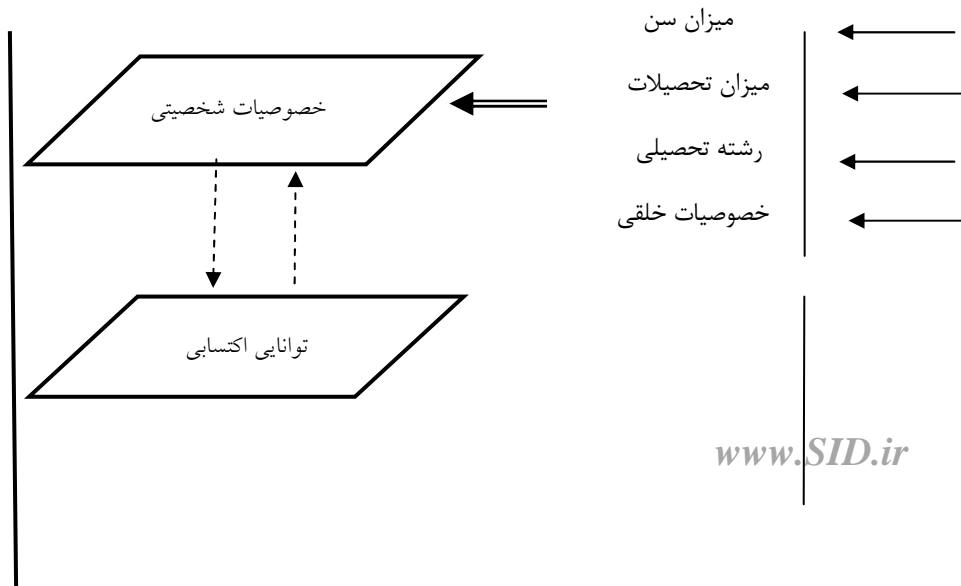 میزان سن
میزان تحصیلات
رشته تحصیلی
خصوصیات خلقی
خصوصیات شخصیتی
توانایی اکتسابی
www.SID.ir